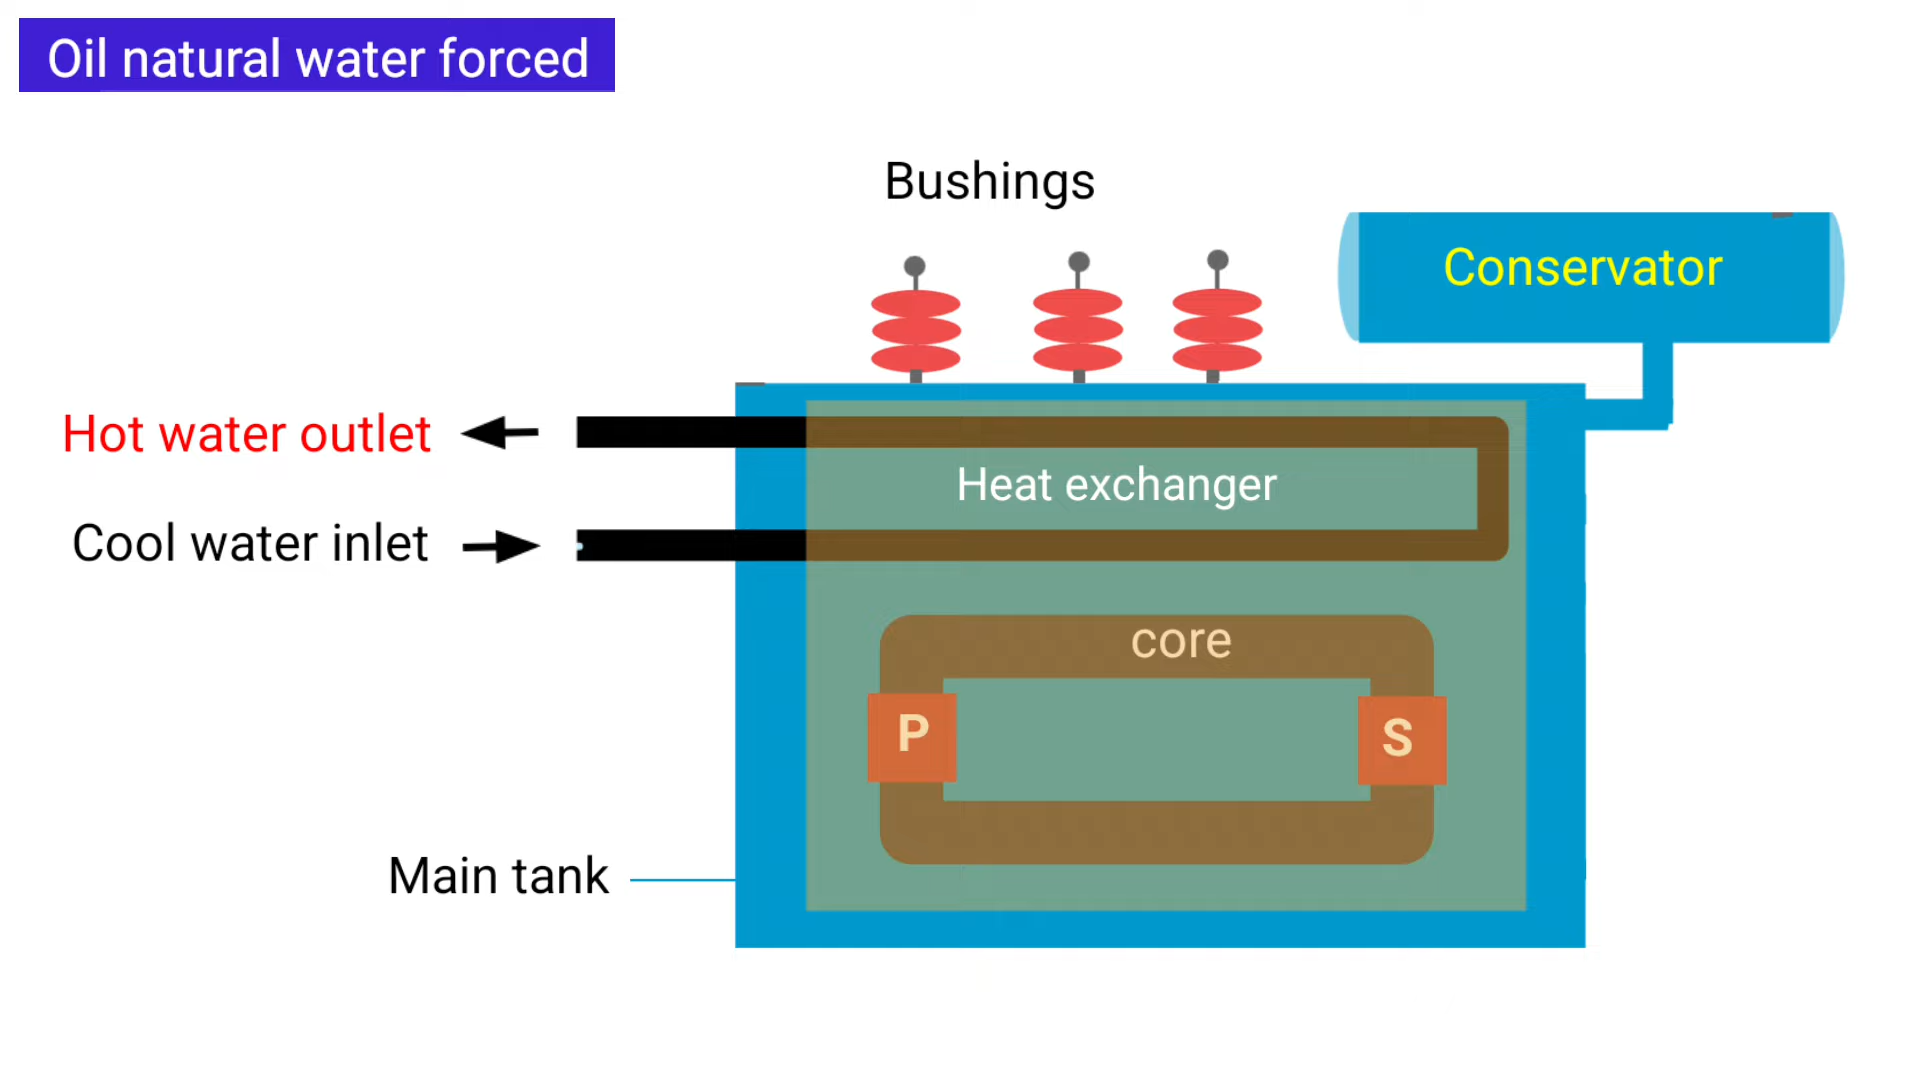 Oil natural water forced
Bushings
Conservator
Hot water outlet
Heat exchanger
Cool water inlet
core
P
S
Main tank